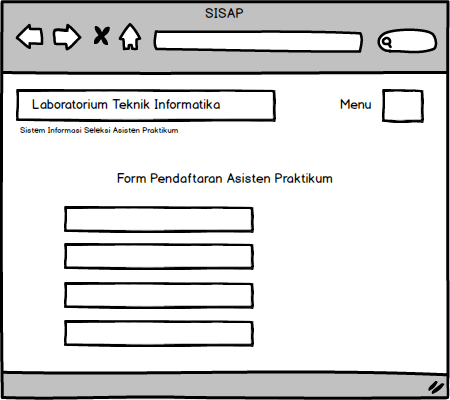 SISAP
Laboratorium Teknik Informatika
Menu
Sistem Informasi Seleksi Asisten Praktikum
Form Pendaftaran Asisten Praktikum